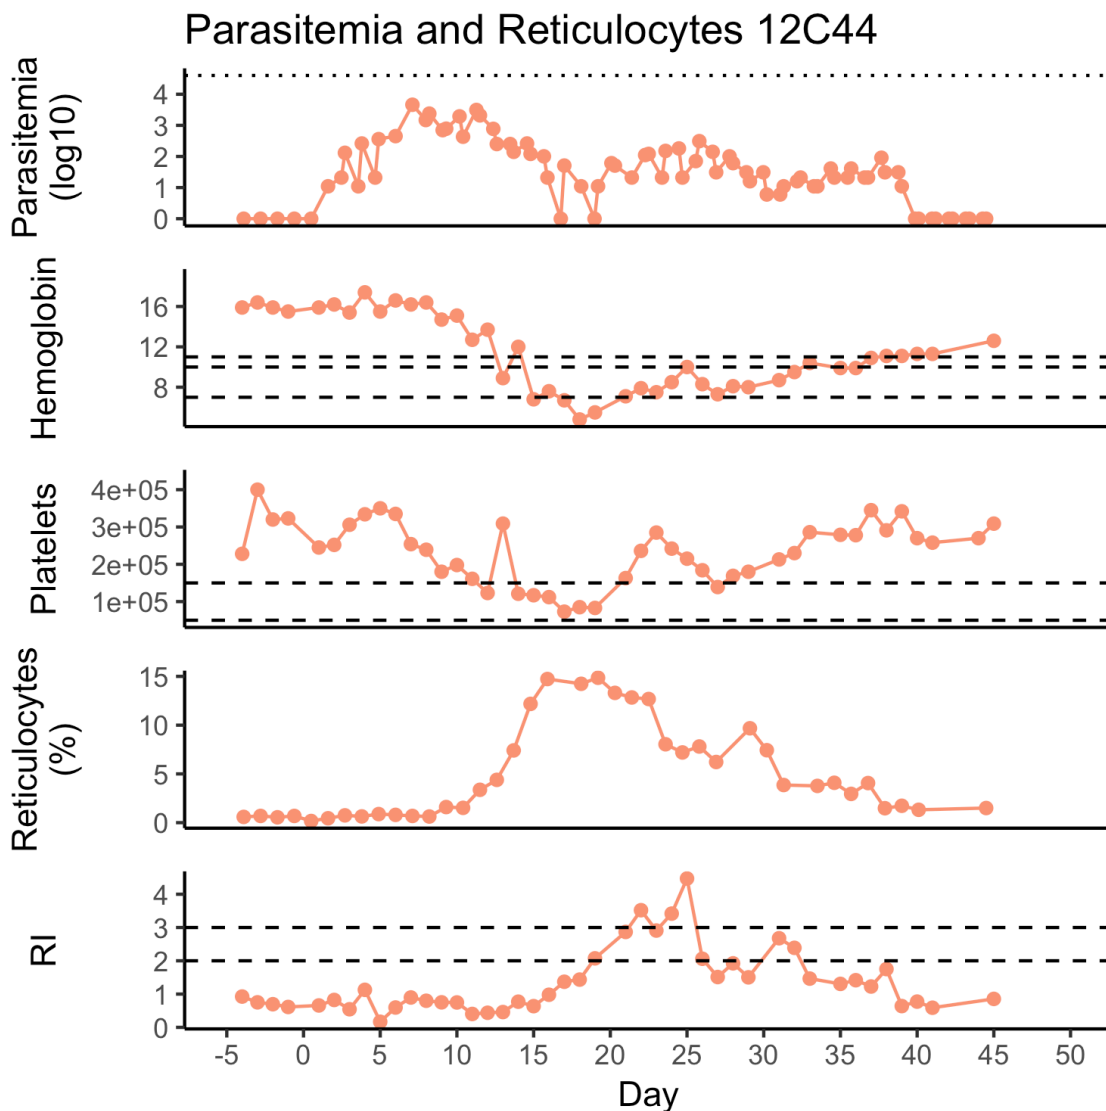 Parasitemia and Reticulocytes 12C44
Parasitemia
(log10)
4
3
2
1
0
Hemoglobin
16
12
8
Platelets
4e+05
3e+05
2e+05
1e+05
Reticulocytes
(%)
15
10
5
0
RI
4
3
2
1
0
-5 0 5 10 15 20 25 30 35 40 45 50
Day